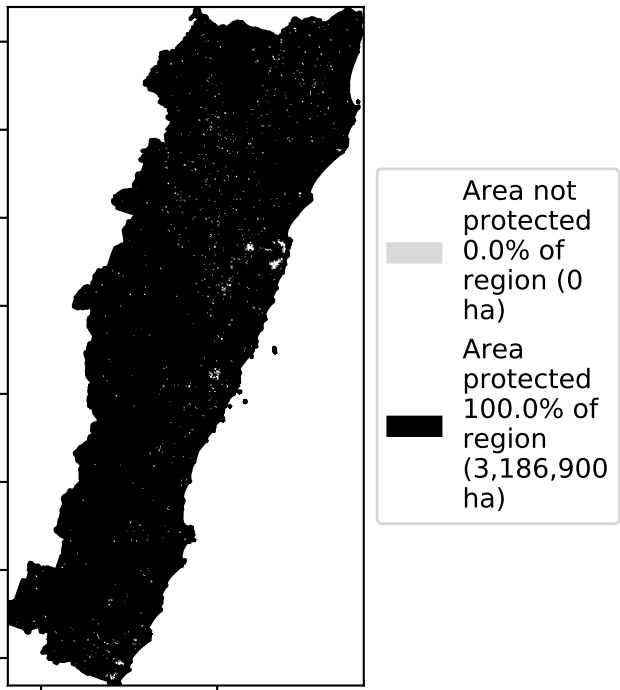 Area not
protected
0.0% of
region (0
ha)
Area
protected
100.0% of
region
(3,186,900
ha)